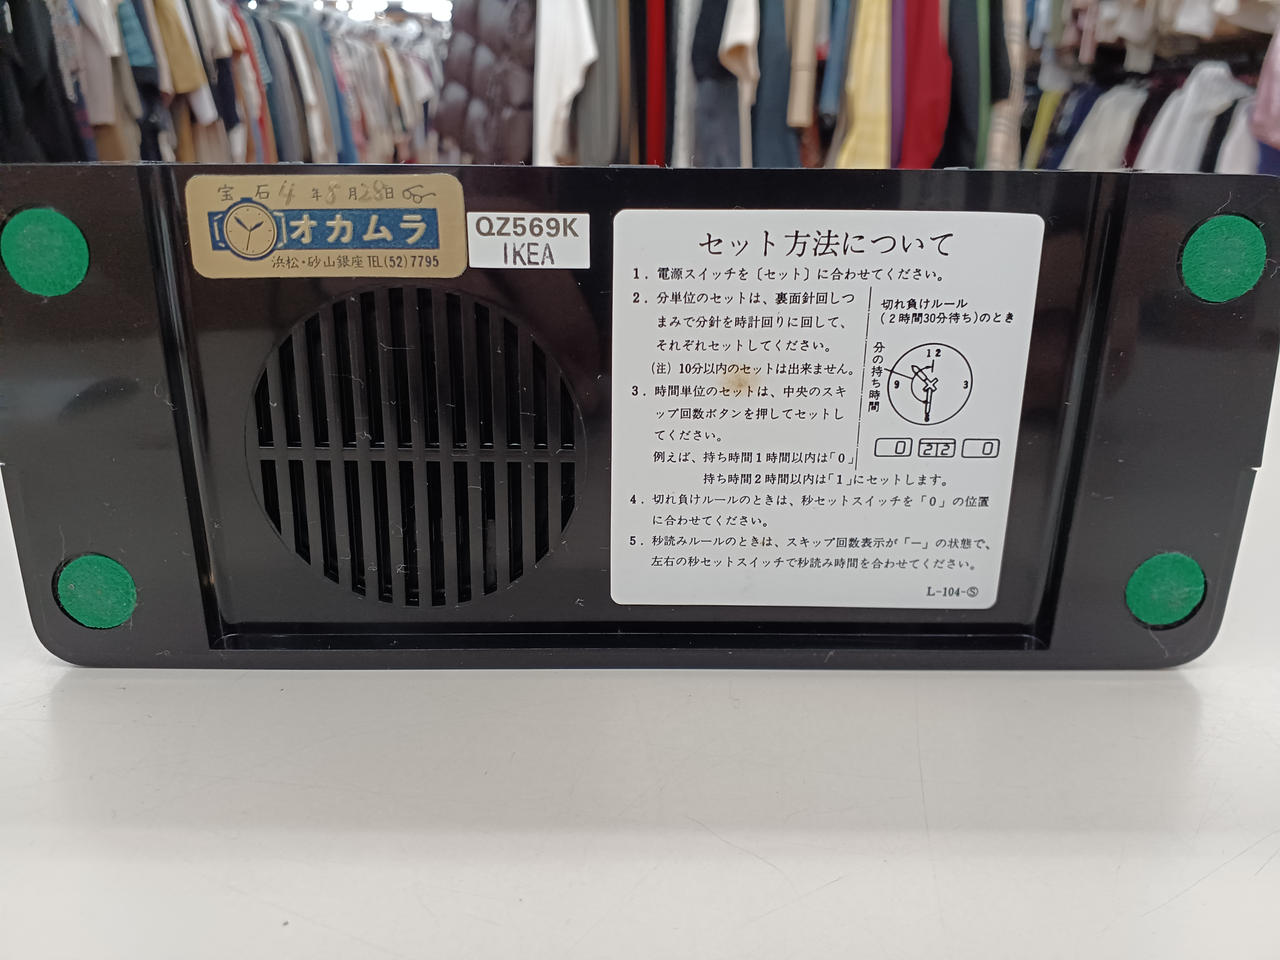 宝石 4年8月28日
オカムラ
浜松・砂山銀座 TEL(52)7795
QZ569K
IKEA
セット方法について
1. 電源スイッチを〔セット〕に合わせてください。
2. 分単位のセットは、裏面針回しつ
まみで分針を時計回りに回して、
それぞれセットしてください。
(注) 10分以内のセットは出来ません。
3. 時間単位のセットは、中央のスキ
ップ回数ボタンを押してセットし
てください。
例えば、持ち時間1時間以内は「0」
持ち時間2時間以内は「1」にセットします。
4. 切れ負けルールのときは、秒セットスイッチを「0」の位置
に合わせてください。
5. 秒読みルールのときは、スキップ回数表示が「ー」の状態で、
左右の秒セットスイッチで秒読み時間を合わせてください。
切れ負けルール
(2時間30分待ち)のとき
分の持ち時間
12
9
3
0 22 0
L-104-Ⓢ